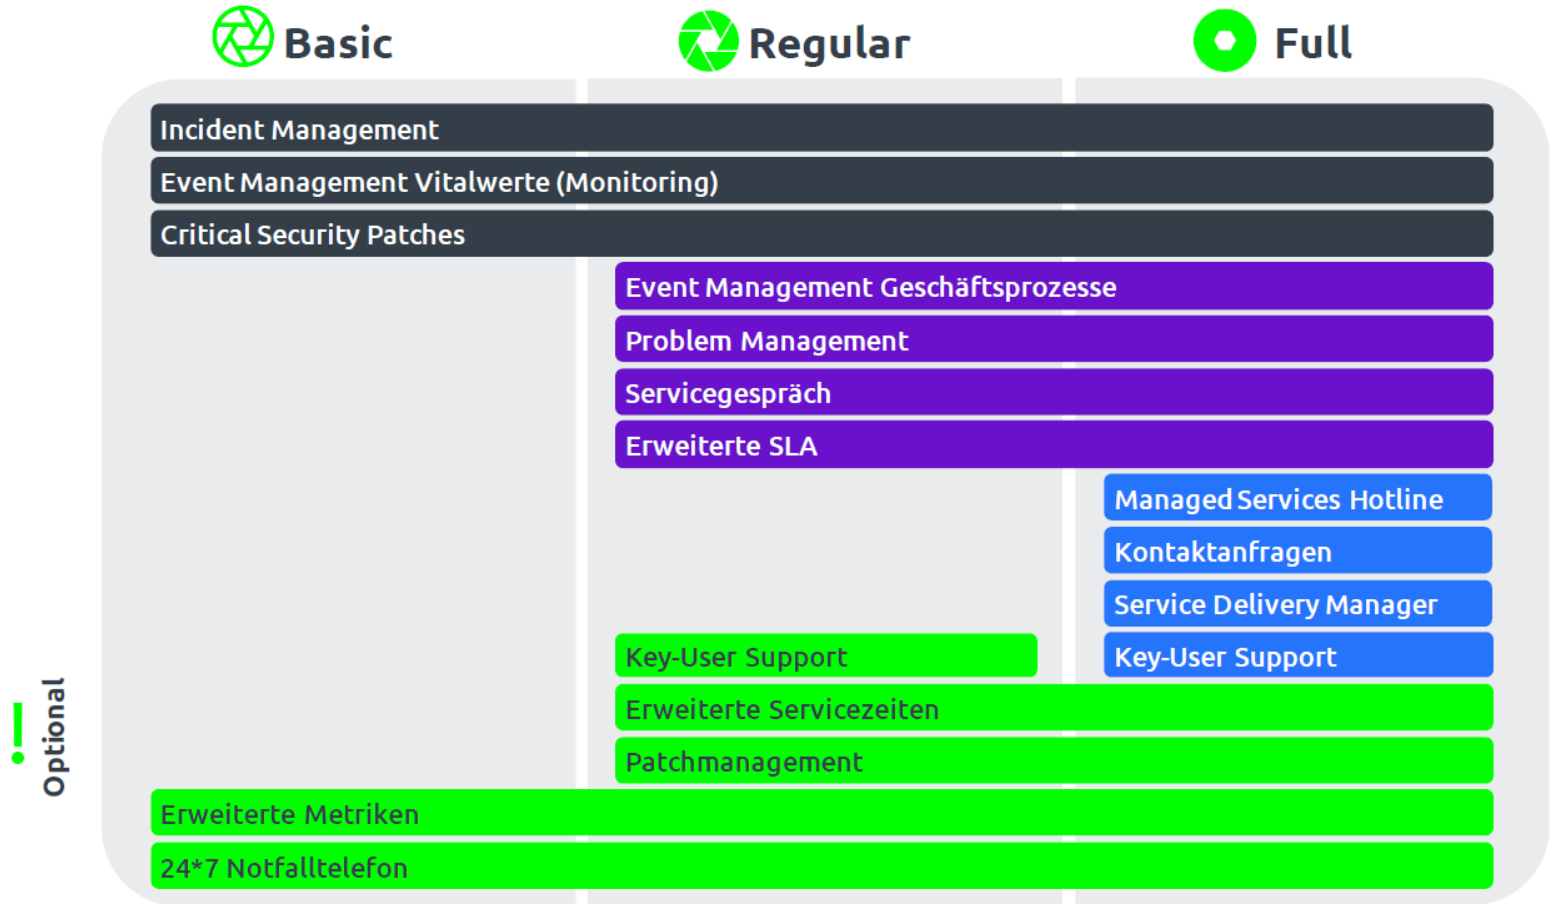 Basic
Regular
Full
Incident Management
Event Management Vitalwerte (Monitoring)
Critical Security Patches
Event Management Geschäftsprozesse
Problem Management
Servicegespräch
Erweiterte SLA
Managed Services Hotline
Kontaktanfragen
Service Delivery Manager
Key-User Support
Key-User Support
Erweiterte Servicezeiten
Patchmanagement
! Optional
Erweiterte Metriken
24*7 Notfalltelefon